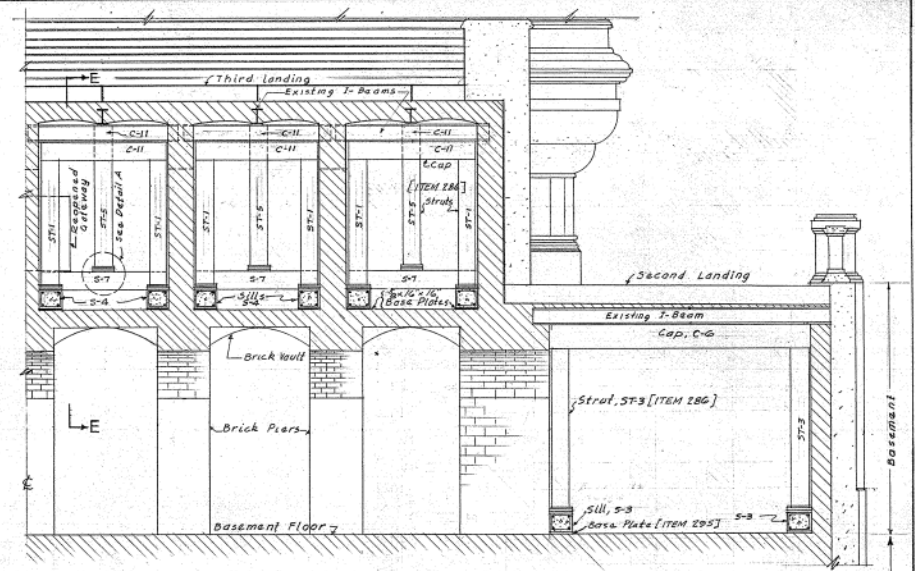 E
Third landing
Existing I-Beams
C-11
C-11
C-11
C-11
C-11
C-11
Cap
[ITEM 286]
Struts
ST-1
Reopened
Gateway
ST-5
See Detail A
ST-1
ST-1
ST-5
ST-1
ST-1
ST-5
ST-1
S-7
S-7
S-7
S-4
Sills
S-4
Base Plates
Second Landing
Existing I-Beam
Cap, C-6
Brick Vault
Strut, ST-3 [ITEM 286]
ST-3
Basement
E
Brick Piers
Sill, S-3
S-3
Base Plate [ITEM 295]
Basement Floor